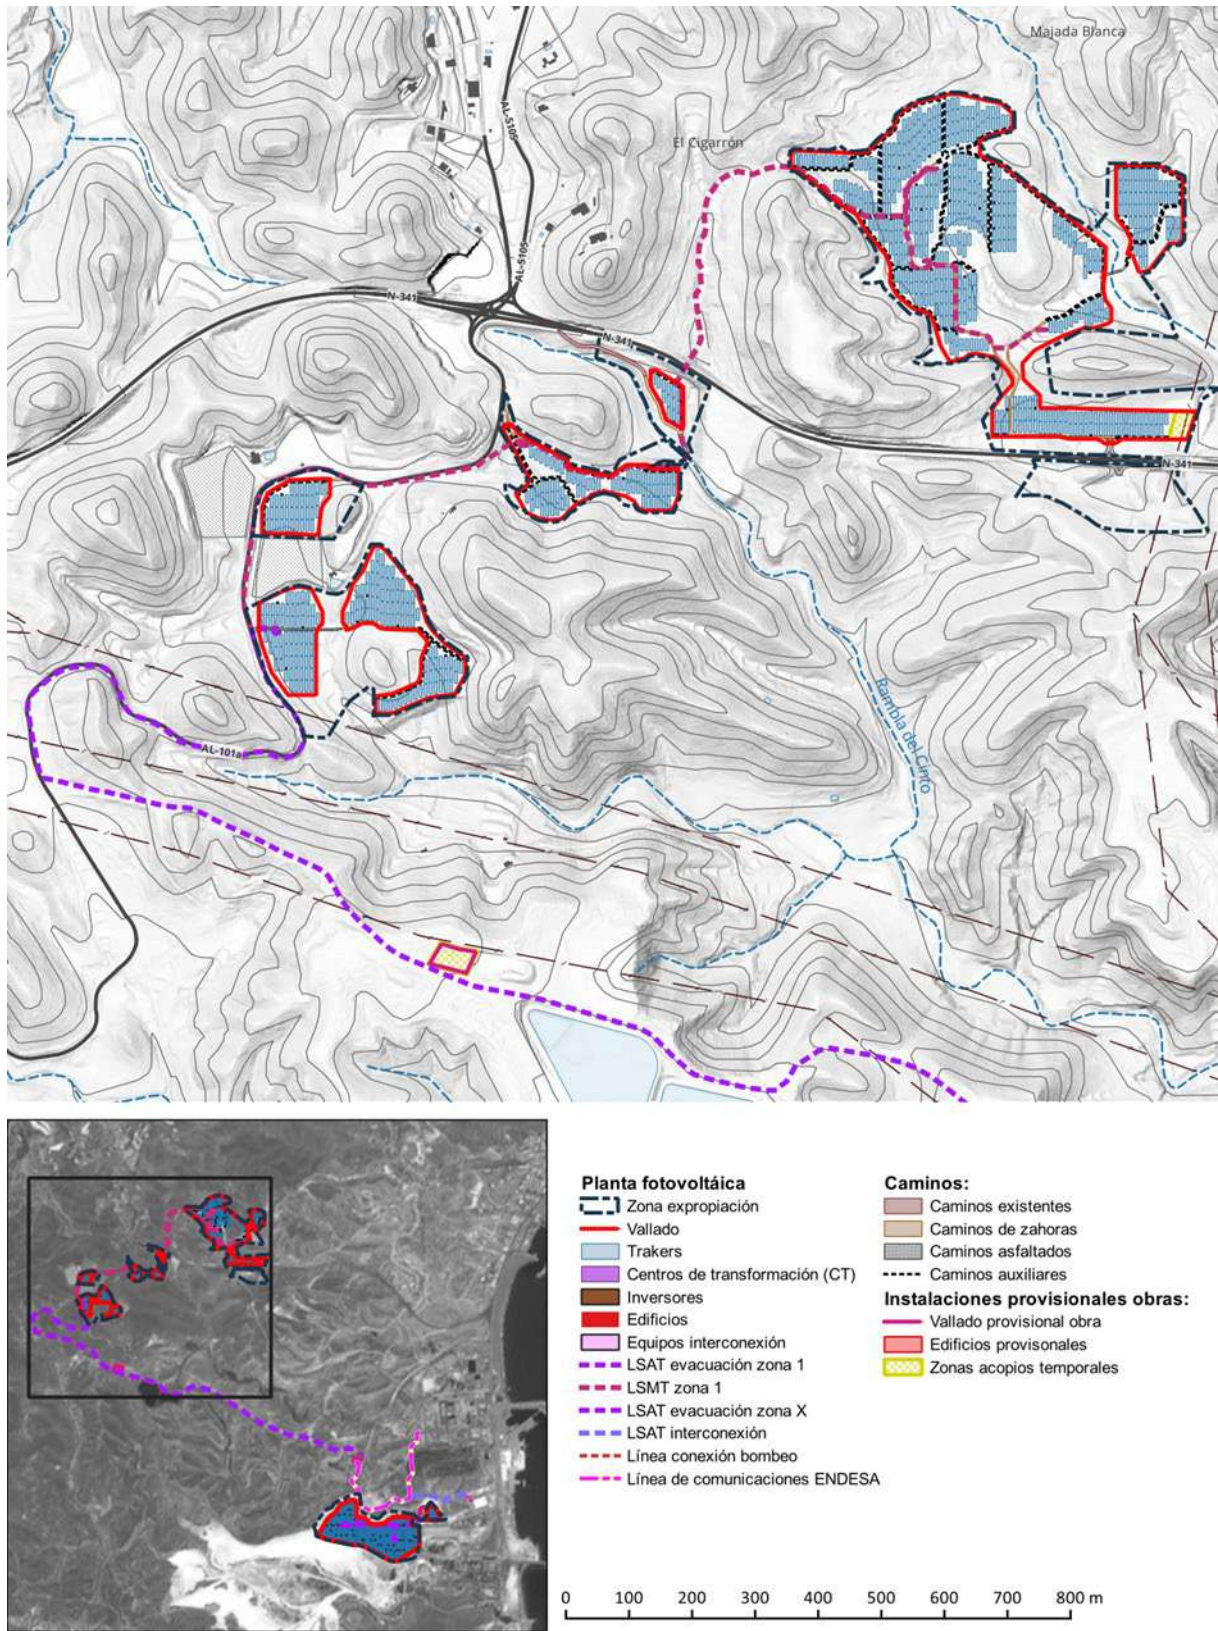 Majada Blanca
AL-5105
El Cigarrón
AL-5105
N-341
N-341
N-341
Rambla del Cinto
AL-101a
Planta fotovoltáica
Zona expropiación
Vallado
Trakers
Centros de transformación (CT)
Inversores
Edificios
Equipos interconexión
LSAT evacuación zona 1
LSMT zona 1
LSAT evacuación zona X
LSAT interconexión
Línea conexión bombeo
Línea de comunicaciones ENDESA
Caminos:
Caminos existentes
Caminos de zahoras
Caminos asfaltados
Caminos auxiliares
Instalaciones provisionales obras:
Vallado provisional obra
Edificios provisonales
Zonas acopios temporales
0 100 200 300 400 500 600 700 800 m